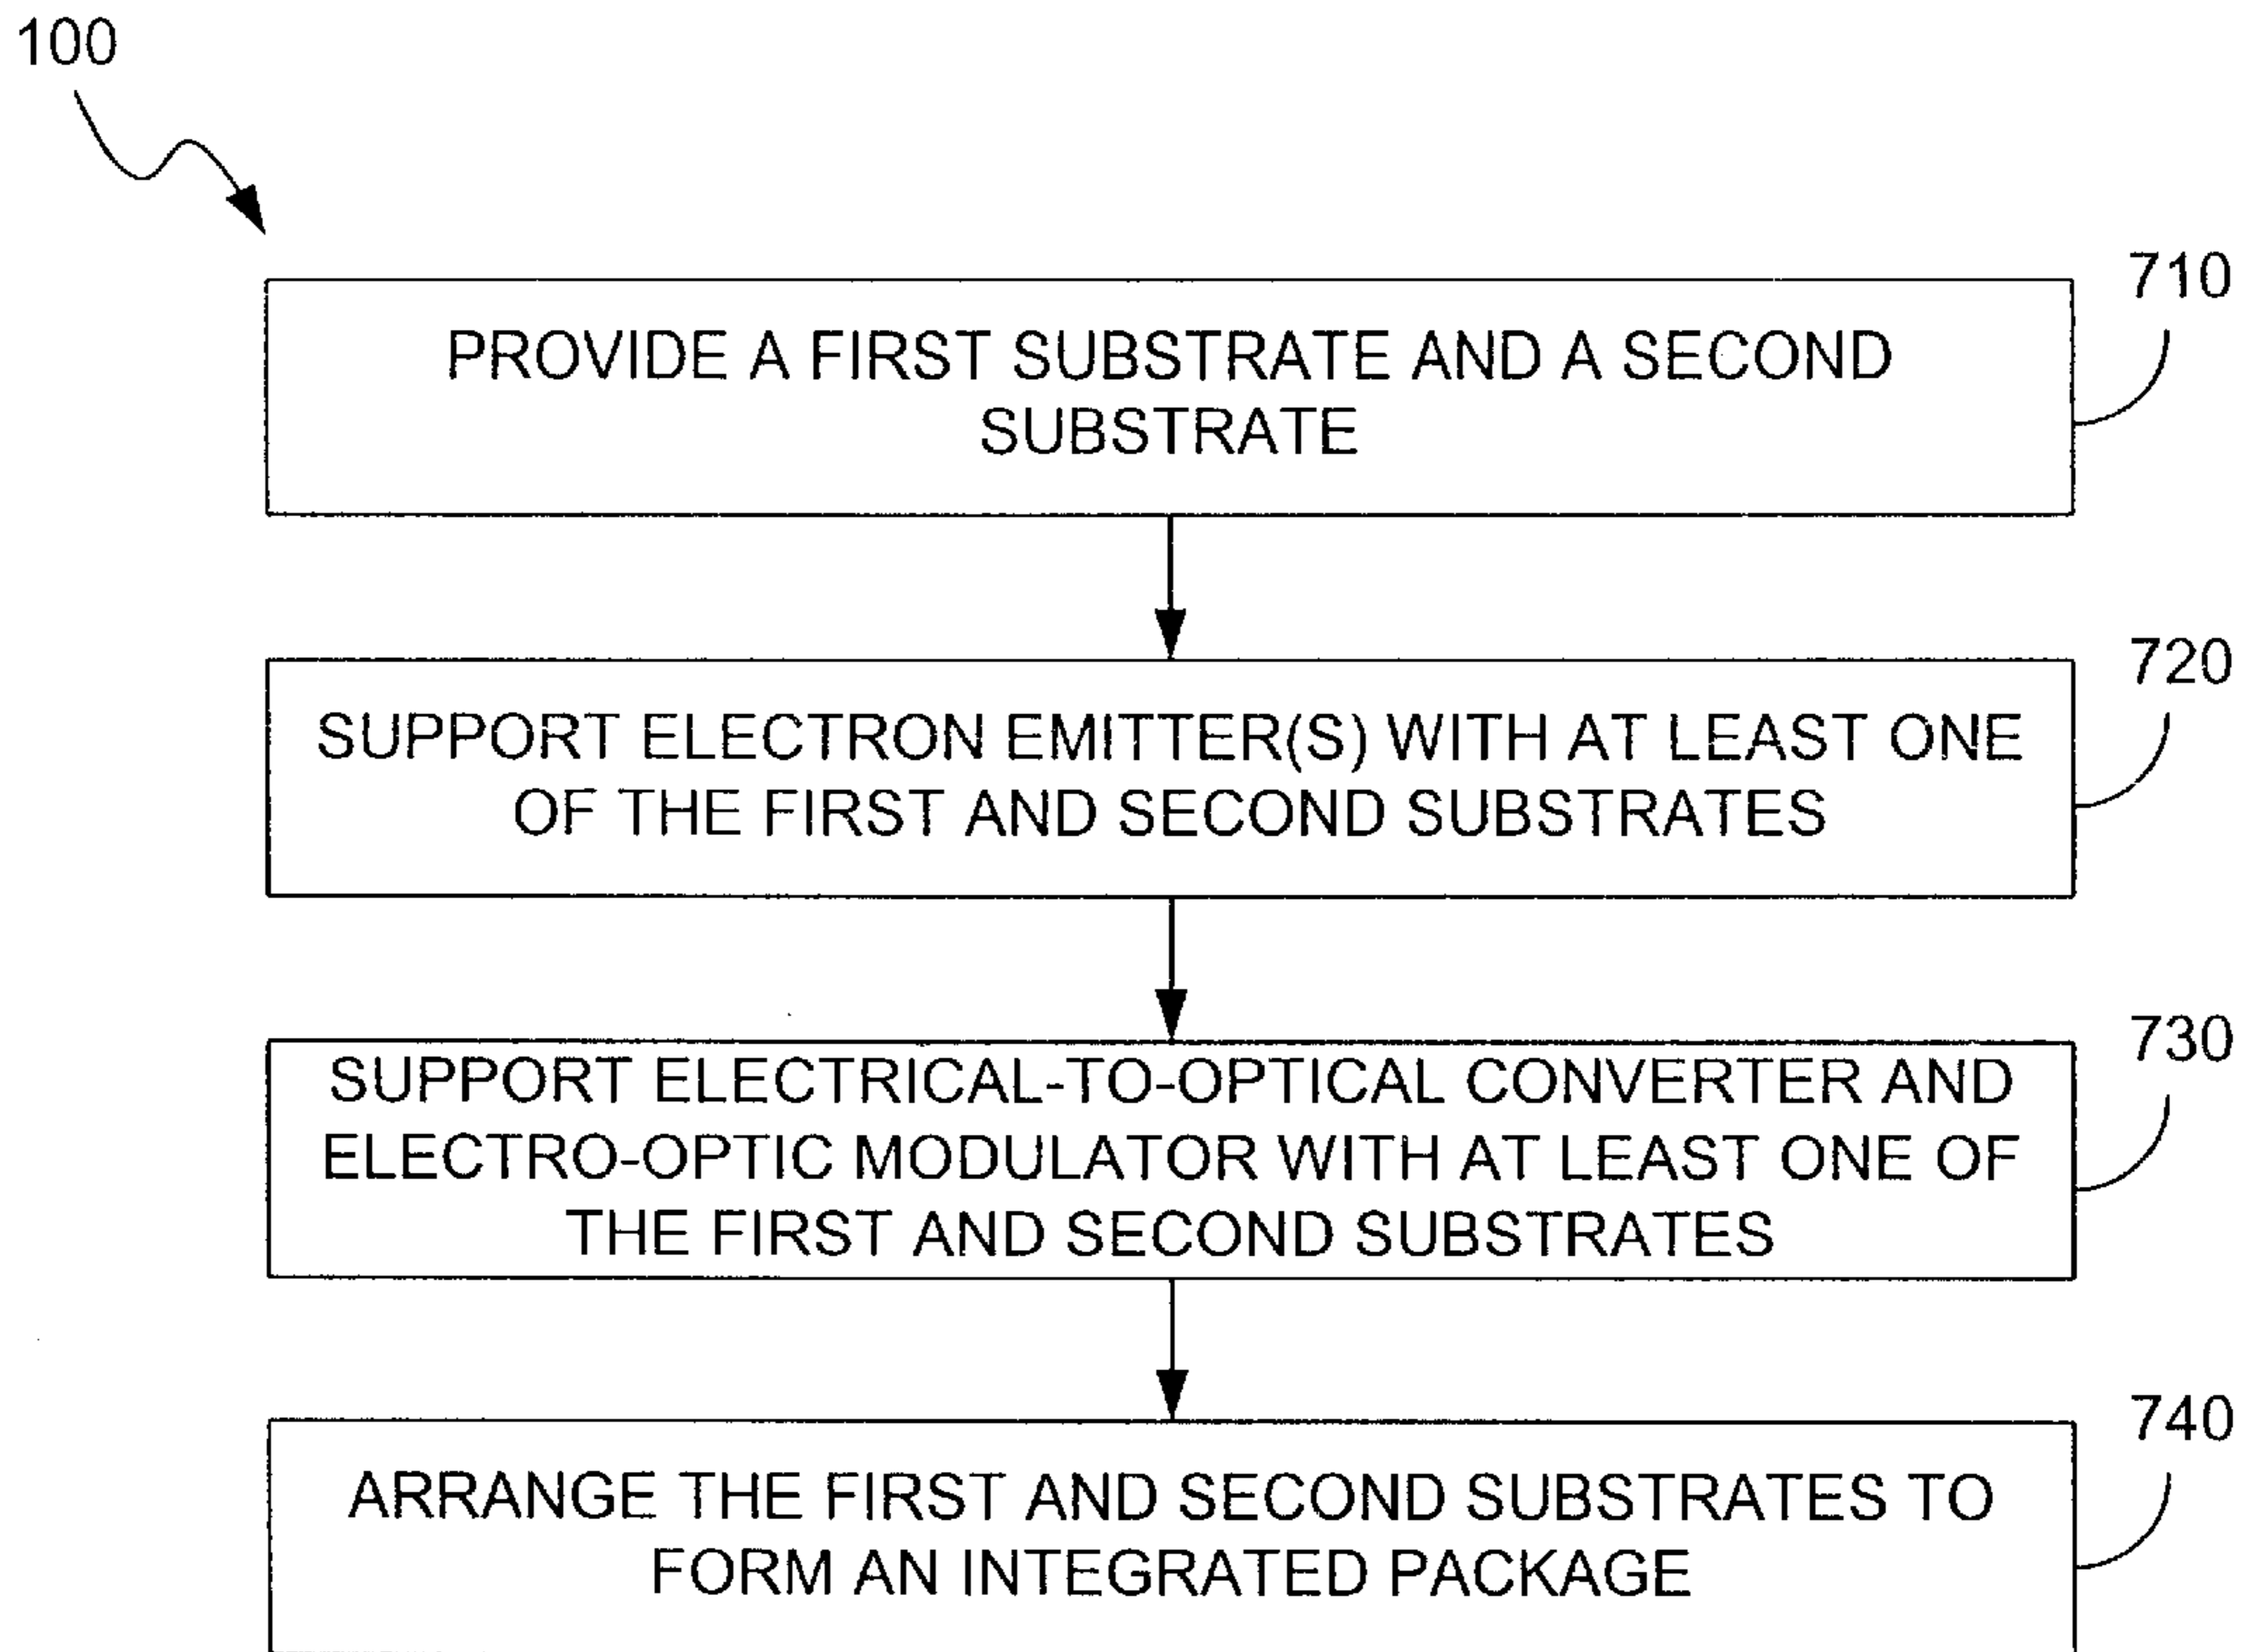 100
710
PROVIDE A FIRST SUBSTRATE AND A SECOND
SUBSTRATE
720
SUPPORT ELECTRON EMITTER(S) WITH AT LEAST ONE
OF THE FIRST AND SECOND SUBSTRATES
730
SUPPORT ELECTRICAL-TO-OPTICAL CONVERTER AND
ELECTRO-OPTIC MODULATOR WITH AT LEAST ONE OF
THE FIRST AND SECOND SUBSTRATES
740
ARRANGE THE FIRST AND SECOND SUBSTRATES TO
FORM AN INTEGRATED PACKAGE